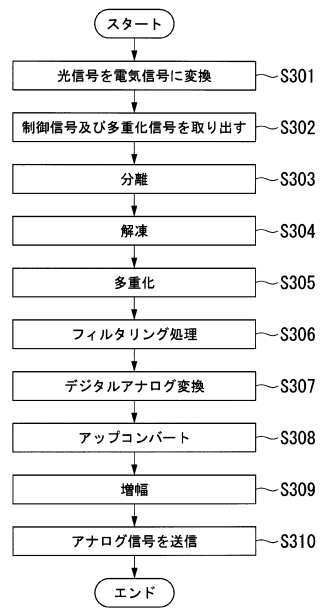 スタート
光信号を電気信号に変換 S301
制御信号及び多重化信号を取り出す S302
分離 S303
解凍 S304
多重化 S305
フィルタリング処理 S306
デジタルアナログ変換 S307
アップコンバート S308
増幅 S309
アナログ信号を送信 S310
エンド